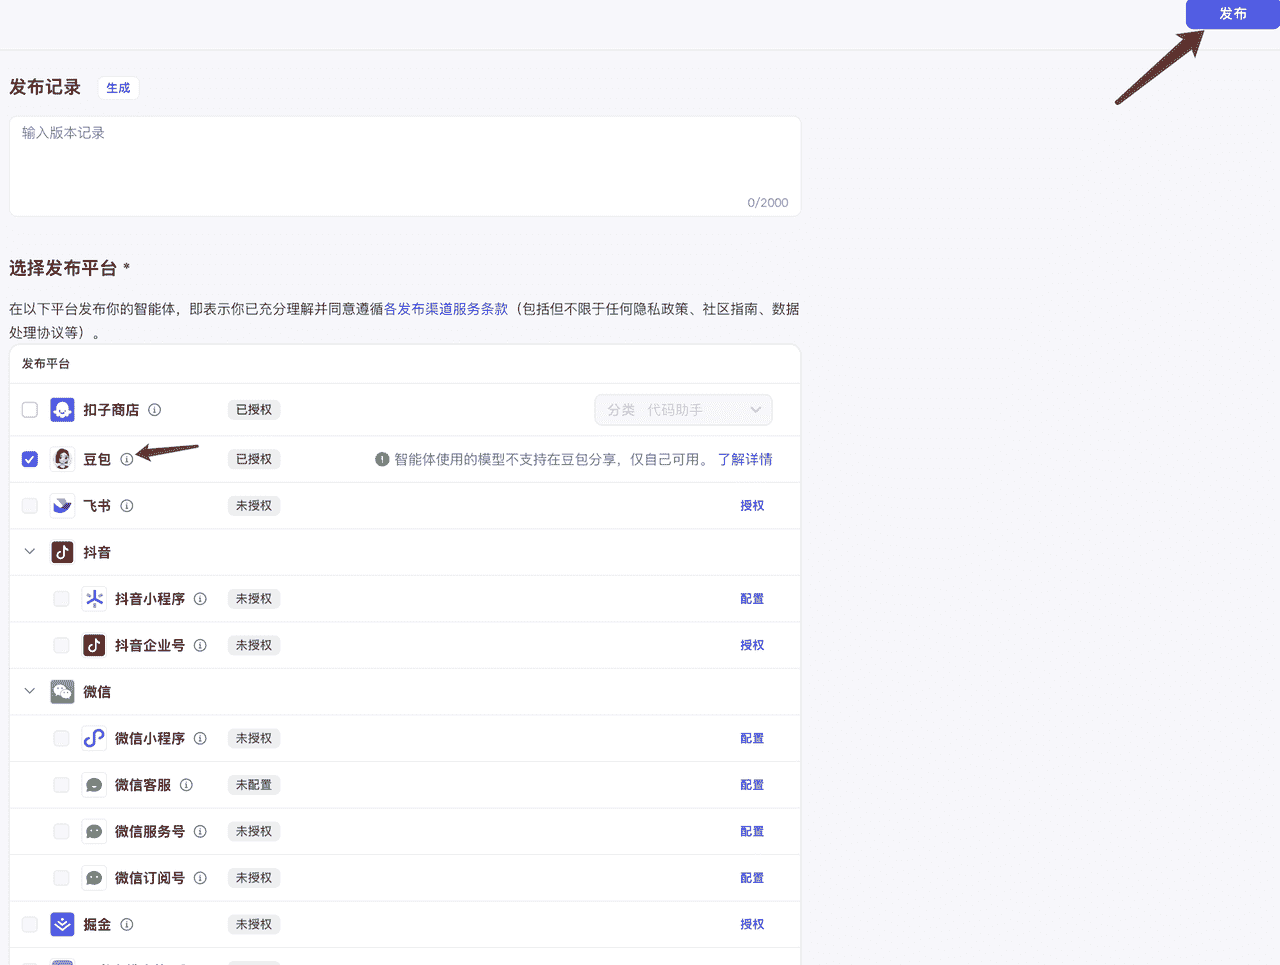 发布
发布记录 生成
输入版本记录
0/2000
选择发布平台 *
在以下平台发布你的智能体，即表示你已充分理解并同意遵循各发布渠道服务条款（包括但不限于任何隐私政策、社区指南、数据
处理协议等）。
发布平台
扣子商店 已授权 分类 代码助手
豆包 已授权 智能体使用的模型不支持在豆包分享，仅自己可用。 了解详情
飞书 未授权 授权
抖音
抖音小程序 未授权 配置
抖音企业号 未授权 授权
微信
微信小程序 未授权 配置
微信客服 未配置 配置
微信服务号 未授权 配置
微信订阅号 未授权 配置
掘金 未授权 授权